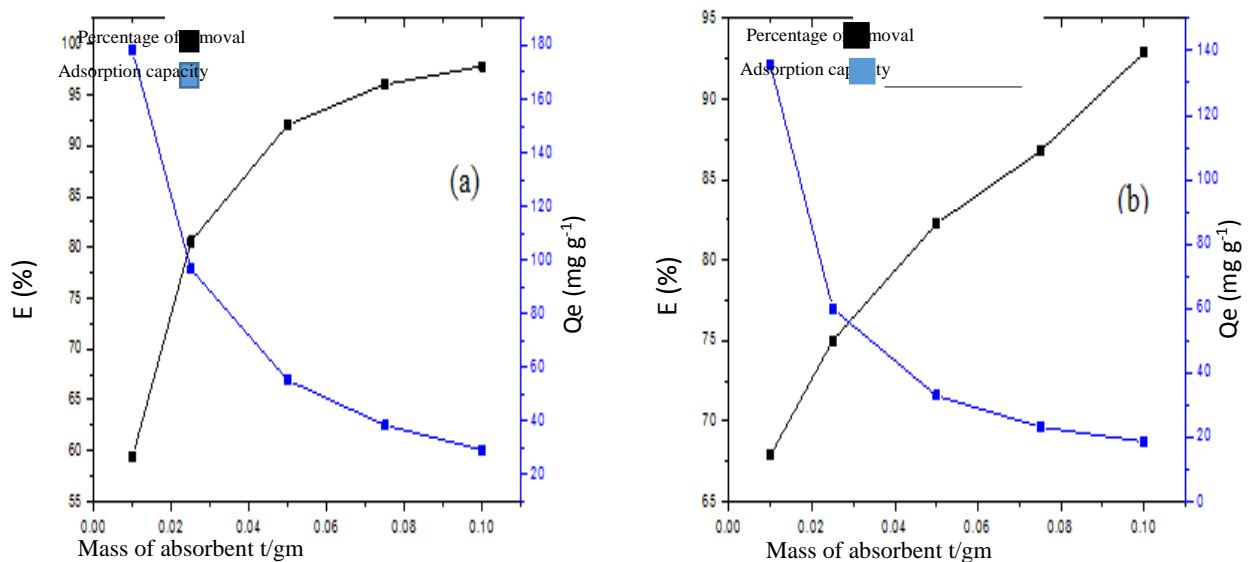 Percentage of removal
Adsorption capacity
(a)
E (%)
Qe (mg g⁻¹)
100
95
90
85
80
75
70
65
60
55
180
160
140
120
100
80
60
40
20
0.00 0.02 0.04 0.06 0.08 0.10
Mass of absorbent t/gm
Percentage of removal
Adsorption capacity
(b)
E (%)
Qe (mg g⁻¹)
95
90
85
80
75
70
65
140
120
100
80
60
40
20
0
0.00 0.02 0.04 0.06 0.08 0.10
Mass of absorbent t/gm